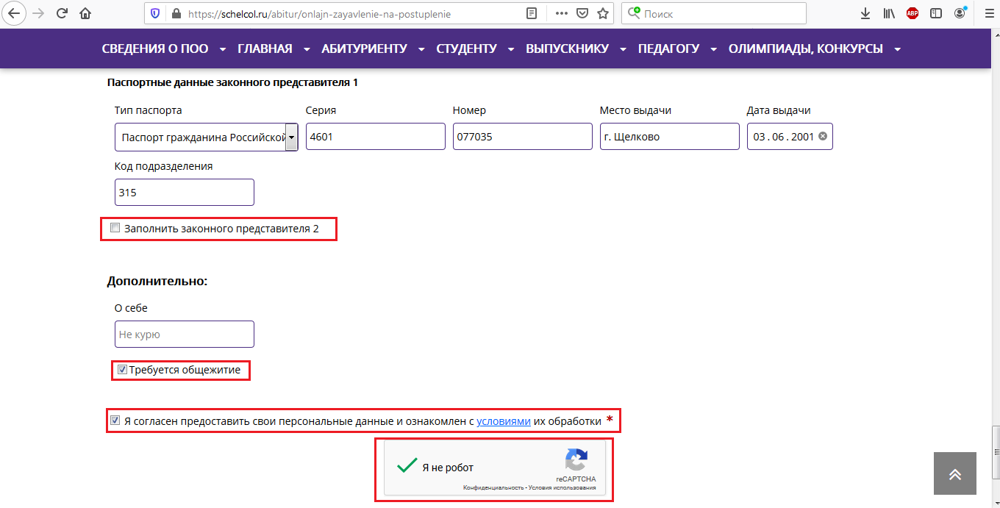 https://schelcol.ru/abitur/onlajn-zayavlenie-na-postuplenie
Поиск
ABP
СВЕДЕНИЯ О ПОО ГЛАВНАЯ АБИТУРИЕНТУ СТУДЕНТУ ВЫПУСКНИКУ ПЕДАГОГУ ОЛИМПИАДЫ, КОНКУРСЫ
Паспортные данные законного представителя 1
Тип паспорта Серия Номер Место выдачи Дата выдачи
Паспорт гражданина Российской 4601 077035 г. Щелково 03 . 06 . 2001
Код подразделения
315
Заполнить законного представителя 2
Дополнительно:
О себе
Не курю
Требуется общежитие
Я согласен предоставить свои персональные данные и ознакомлен с условиями их обработки *
Я не робот
reCAPTCHA
Конфиденциальность - Условия использования